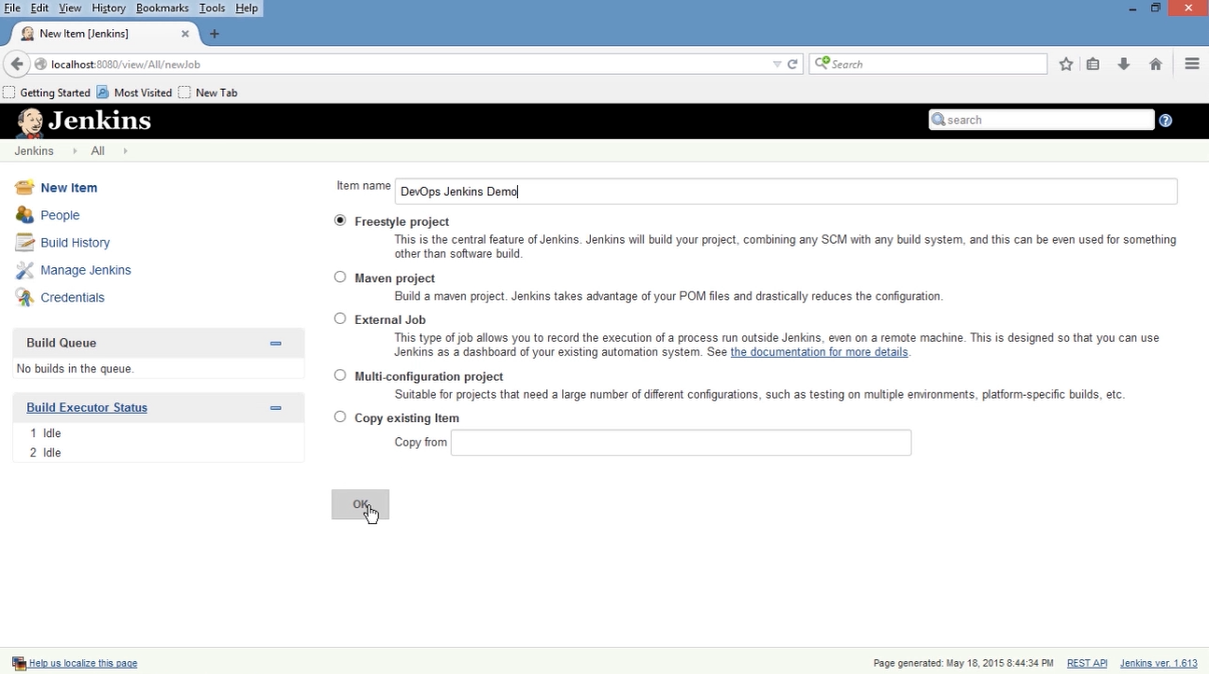 File Edit View History Bookmarks Tools Help
New Item [Jenkins]
localhost:8080/view/All/newJob
Search
Getting Started Most Visited New Tab
Jenkins
search
Jenkins All
New Item
People
Build History
Manage Jenkins
Credentials
Build Queue
No builds in the queue.
Build Executor Status
1 Idle
2 Idle
Item name DevOps Jenkins Demo
Freestyle project
This is the central feature of Jenkins. Jenkins will build your project, combining any SCM with any build system, and this can be even used for something
other than software build.
Maven project
Build a maven project. Jenkins takes advantage of your POM files and drastically reduces the configuration.
External Job
This type of job allows you to record the execution of a process run outside Jenkins, even on a remote machine. This is designed so that you can use
Jenkins as a dashboard of your existing automation system. See the documentation for more details.
Multi-configuration project
Suitable for projects that need a large number of different configurations, such as testing on multiple environments, platform-specific builds, etc.
Copy existing Item
Copy from
OK
Help us localize this page
Page generated: May 18, 2015 8:44:34 PM REST API Jenkins ver. 1.613